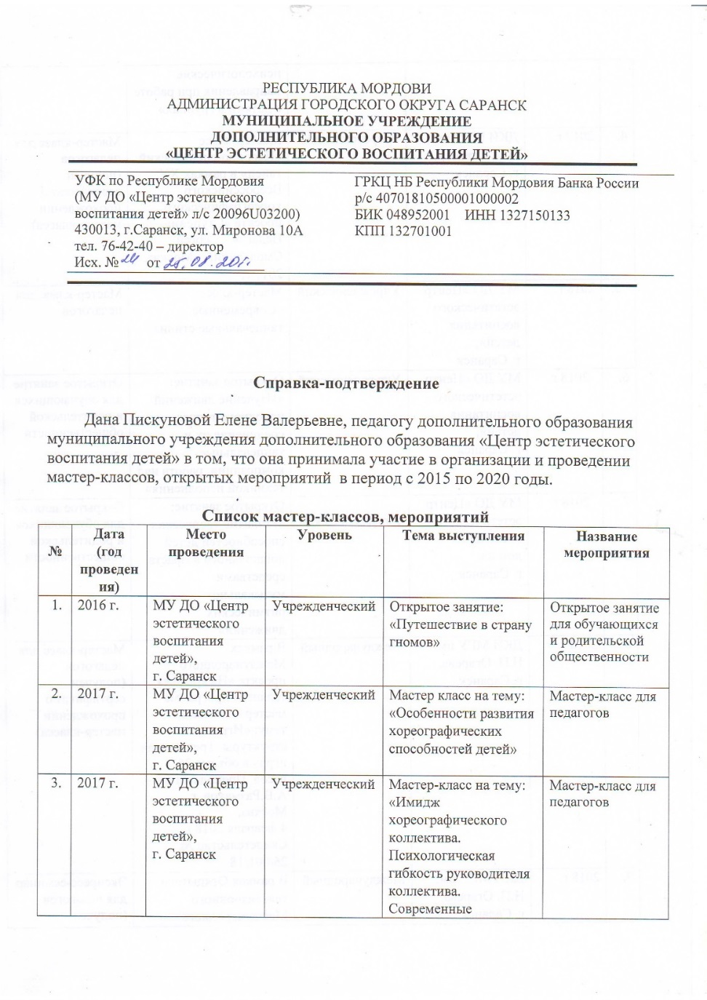 РЕСПУБЛИКА МОРДОВИ
АДМИНИСТРАЦИЯ ГОРОДСКОГО ОКРУГА САРАНСК
МУНИЦИПАЛЬНОЕ УЧРЕЖДЕНИЕ
ДОПОЛНИТЕЛЬНОГО ОБРАЗОВАНИЯ
«ЦЕНТР ЭСТЕТИЧЕСКОГО ВОСПИТАНИЯ ДЕТЕЙ»
УФК по Республике Мордовия
(МУ ДО «Центр эстетического
воспитания детей» л/с 20096U03200)
430013, г.Саранск, ул. Миронова 10А
тел. 76-42-40 – директор
Исх. №24 от 25.08.20г.
ГРКЦ НБ Республики Мордовия Банка России
р/с 40701810500001000002
БИК 048952001 ИНН 1327150133
КПП 132701001
Справка-подтверждение
Дана Пискуновой Елене Валерьевне, педагогу дополнительного образования
муниципального учреждения дополнительного образования «Центр эстетического
воспитания детей» в том, что она принимала участие в организации и проведении
мастер-классов, открытых мероприятий в период с 2015 по 2020 годы.
Список мастер-классов, мероприятий
№
Дата
(год
проведен
ия)
Место
проведения
Уровень
Тема выступления
Название
мероприятия
1.
2016 г.
МУ ДО «Центр
эстетического
воспитания
детей»,
г. Саранск
Учрежденческий
Открытое занятие:
«Путешествие в страну
гномов»
Открытое занятие
для обучающихся
и родительской
общественности
2.
2017 г.
МУ ДО «Центр
эстетического
воспитания
детей»,
г. Саранск
Учрежденческий
Мастер класс на тему:
«Особенности развития
хореографических
способностей детей»
Мастер-класс для
педагогов
3.
2017 г.
МУ ДО «Центр
эстетического
воспитания
детей»,
г. Саранск
Учрежденческий
Мастер-класс на тему:
«Имидж
хореографического
коллектива.
Психологическая
гибкость руководителя
коллектива.
Современные
Мастер-класс для
педагогов